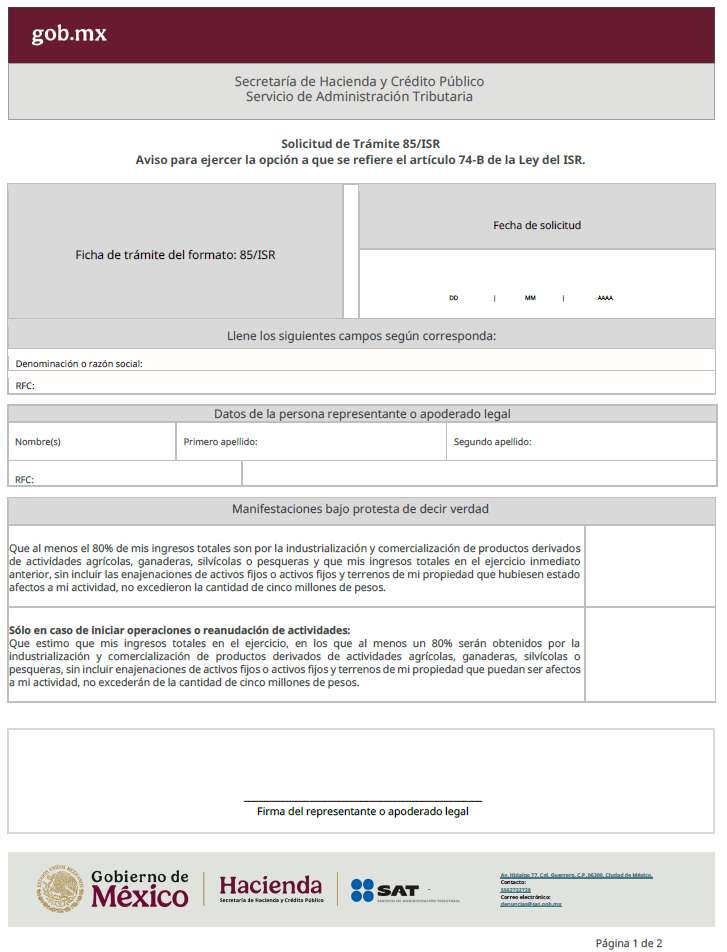 gob.mx
Secretaría de Hacienda y Crédito Público
Servicio de Administración Tributaria
Solicitud de Trámite 85/ISR
Aviso para ejercer la opción a que se refiere el artículo 74-B de la Ley del ISR.
Ficha de trámite del formato: 85/ISR
Fecha de solicitud
DD | MM | AAAA
Llene los siguientes campos según corresponda:
Denominación o razón social:
RFC:
Datos de la persona representante o apoderado legal
Nombre(s) Primero apellido: Segundo apellido:
RFC:
Manifestaciones bajo protesta de decir verdad
Que al menos el 80% de mis ingresos totales son por la industrialización y comercialización de productos derivados
de actividades agrícolas, ganaderas, silvícolas o pesqueras y que mis ingresos totales en el ejercicio inmediato
anterior, sin incluir las enajenaciones de activos fijos o activos fijos y terrenos de mi propiedad que hubiesen estado
afectos a mi actividad, no excedieron la cantidad de cinco millones de pesos.
Sólo en caso de iniciar operaciones o reanudación de actividades:
Que estimo que mis ingresos totales en el ejercicio, en los que al menos un 80% serán obtenidos por la
industrialización y comercialización de productos derivados de actividades agrícolas, ganaderas, silvícolas o
pesqueras, sin incluir enajenaciones de activos fijos o activos fijos y terrenos de mi propiedad que puedan ser afectos
a mi actividad, no excederán de la cantidad de cinco millones de pesos.
Firma del representante o apoderado legal
Gobierno de
México
Hacienda
Secretaría de Hacienda y Crédito Público
SAT
SERVICIO DE ADMINISTRACIÓN TRIBUTARIA
Av. Hidalgo 77, Col. Guerrero, C.P. 06300, Ciudad de México.
Contacto:
5562722728
Correo electrónico:
denuncias@sat.gob.mx
Página 1 de 2